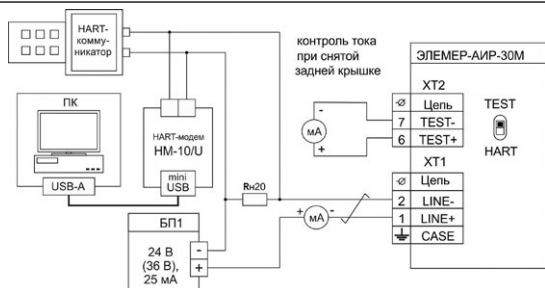 HART-
комму-
никатор
контроль тока
при снятой
задней крышке
ЭЛЕМЕР-АИР-30М
XT2
Цепь
7 TEST-
6 TEST+
TEST
HART
- мА +
ПК
USB-A
HART-модем
HM-10/U
mini
USB
Rн20
XT1
Цепь
2 LINE-
1 LINE+
CASE
+ мА -
БП1
24 В
(36 В),
25 мА
-
+